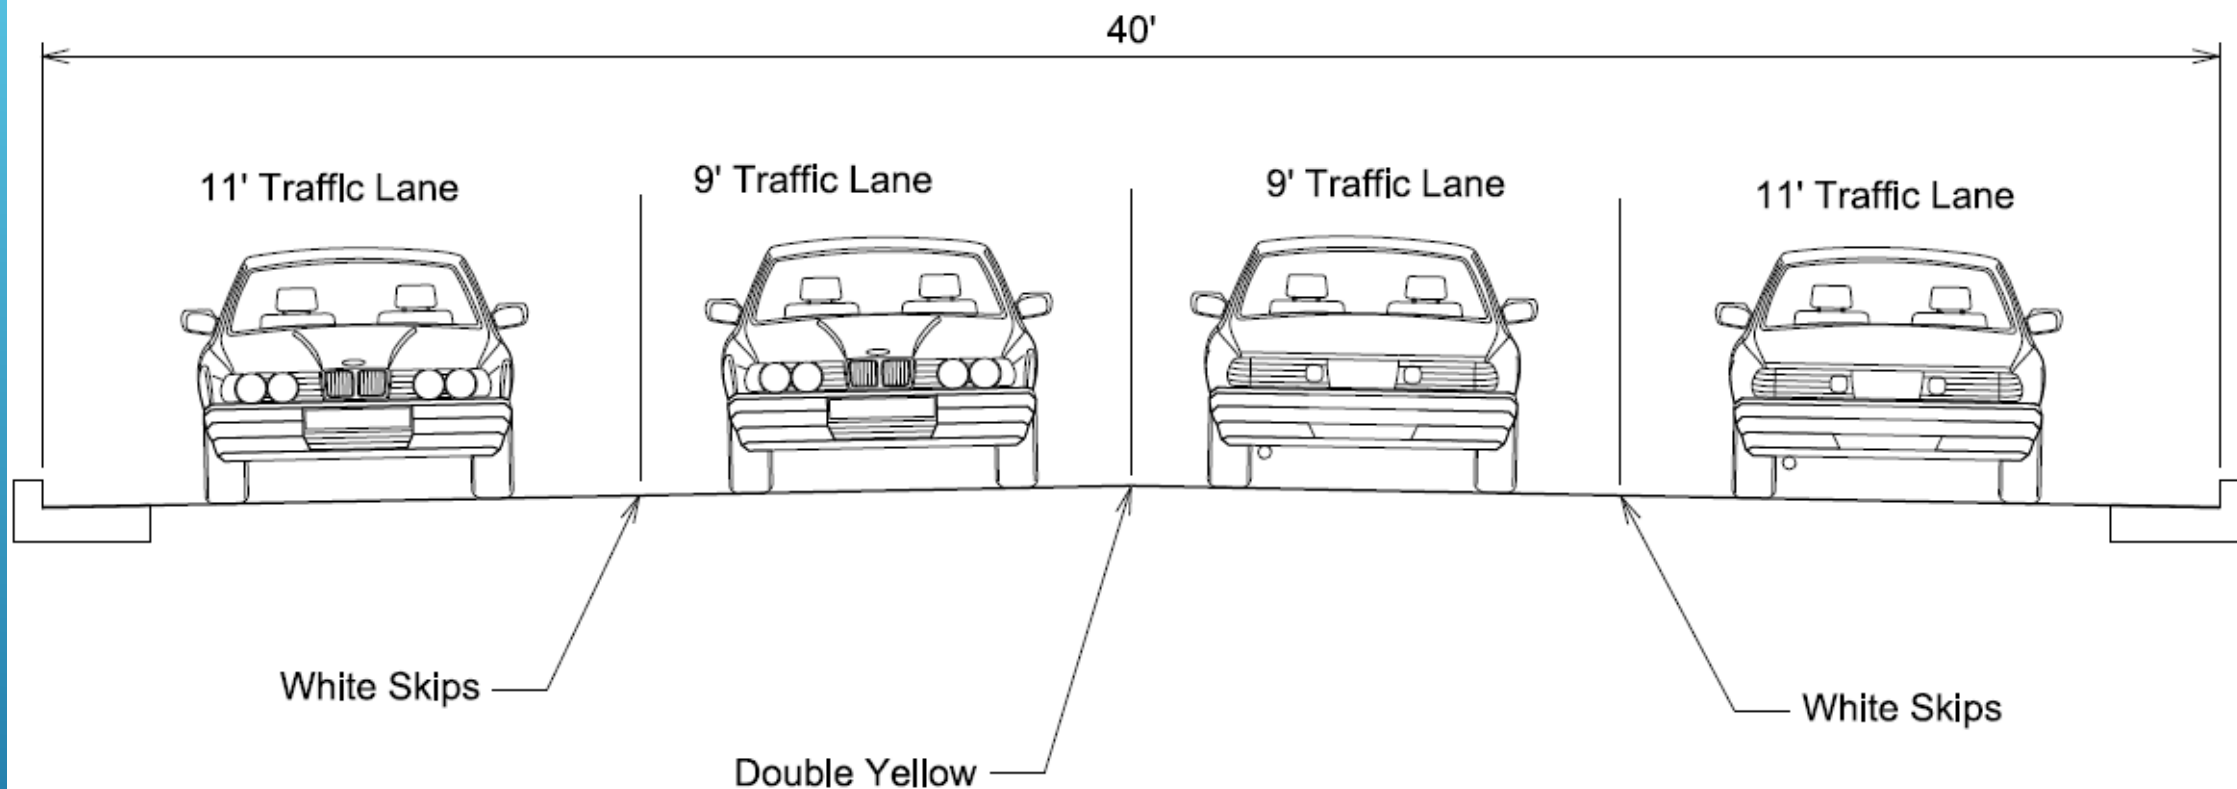 40'
11' Traffic Lane
9' Traffic Lane
9' Traffic Lane
11' Traffic Lane
White Skips
White Skips
Double Yellow